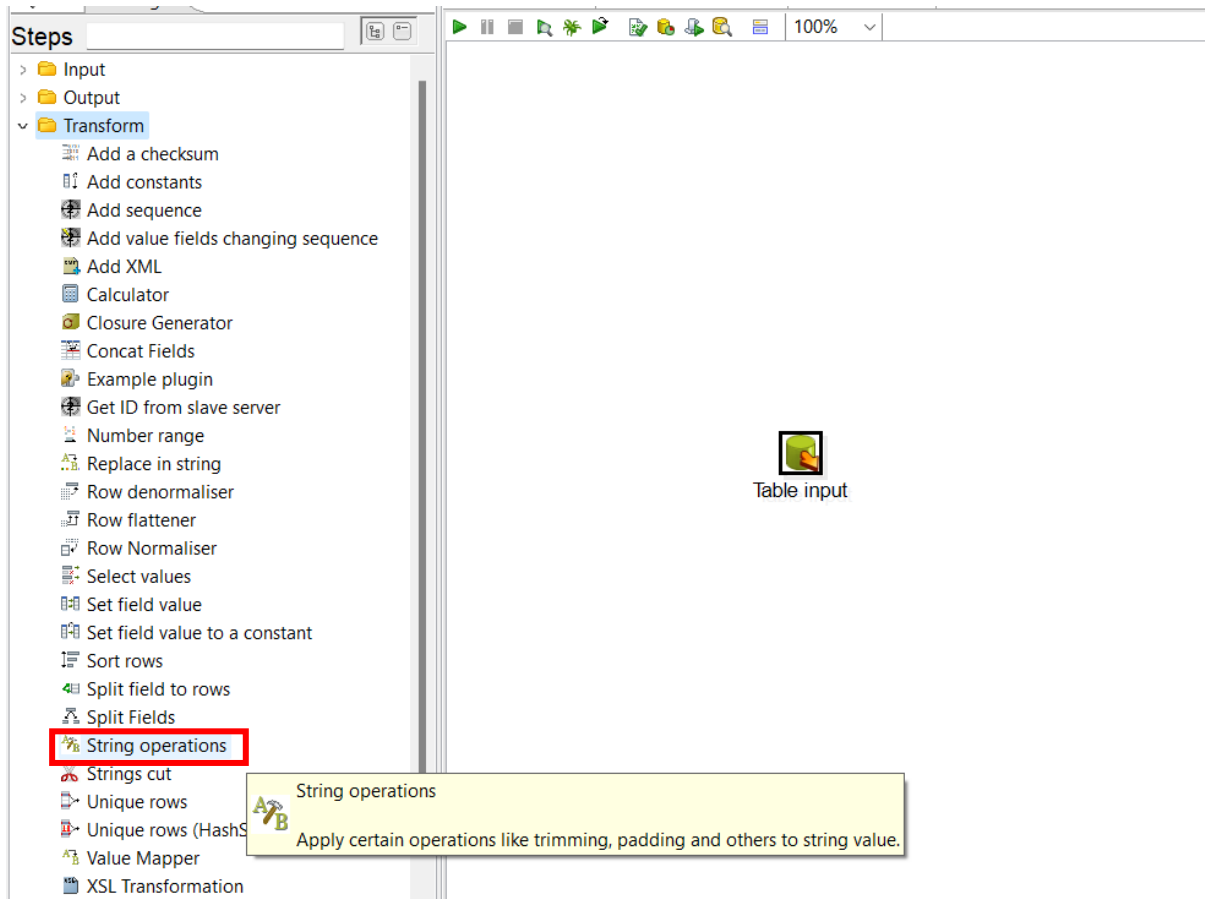 Steps
100%
Input
Output
Transform
Add a checksum
Add constants
Add sequence
Add value fields changing sequence
Add XML
Calculator
Closure Generator
Concat Fields
Example plugin
Get ID from slave server
Number range
Replace in string
Row denormaliser
Row flattener
Row Normaliser
Select values
Set field value
Set field value to a constant
Sort rows
Split field to rows
Split Fields
String operations
Strings cut
Unique rows
Unique rows (HashS
Value Mapper
XSL Transformation
Table input
String operations
Apply certain operations like trimming, padding and others to string value.